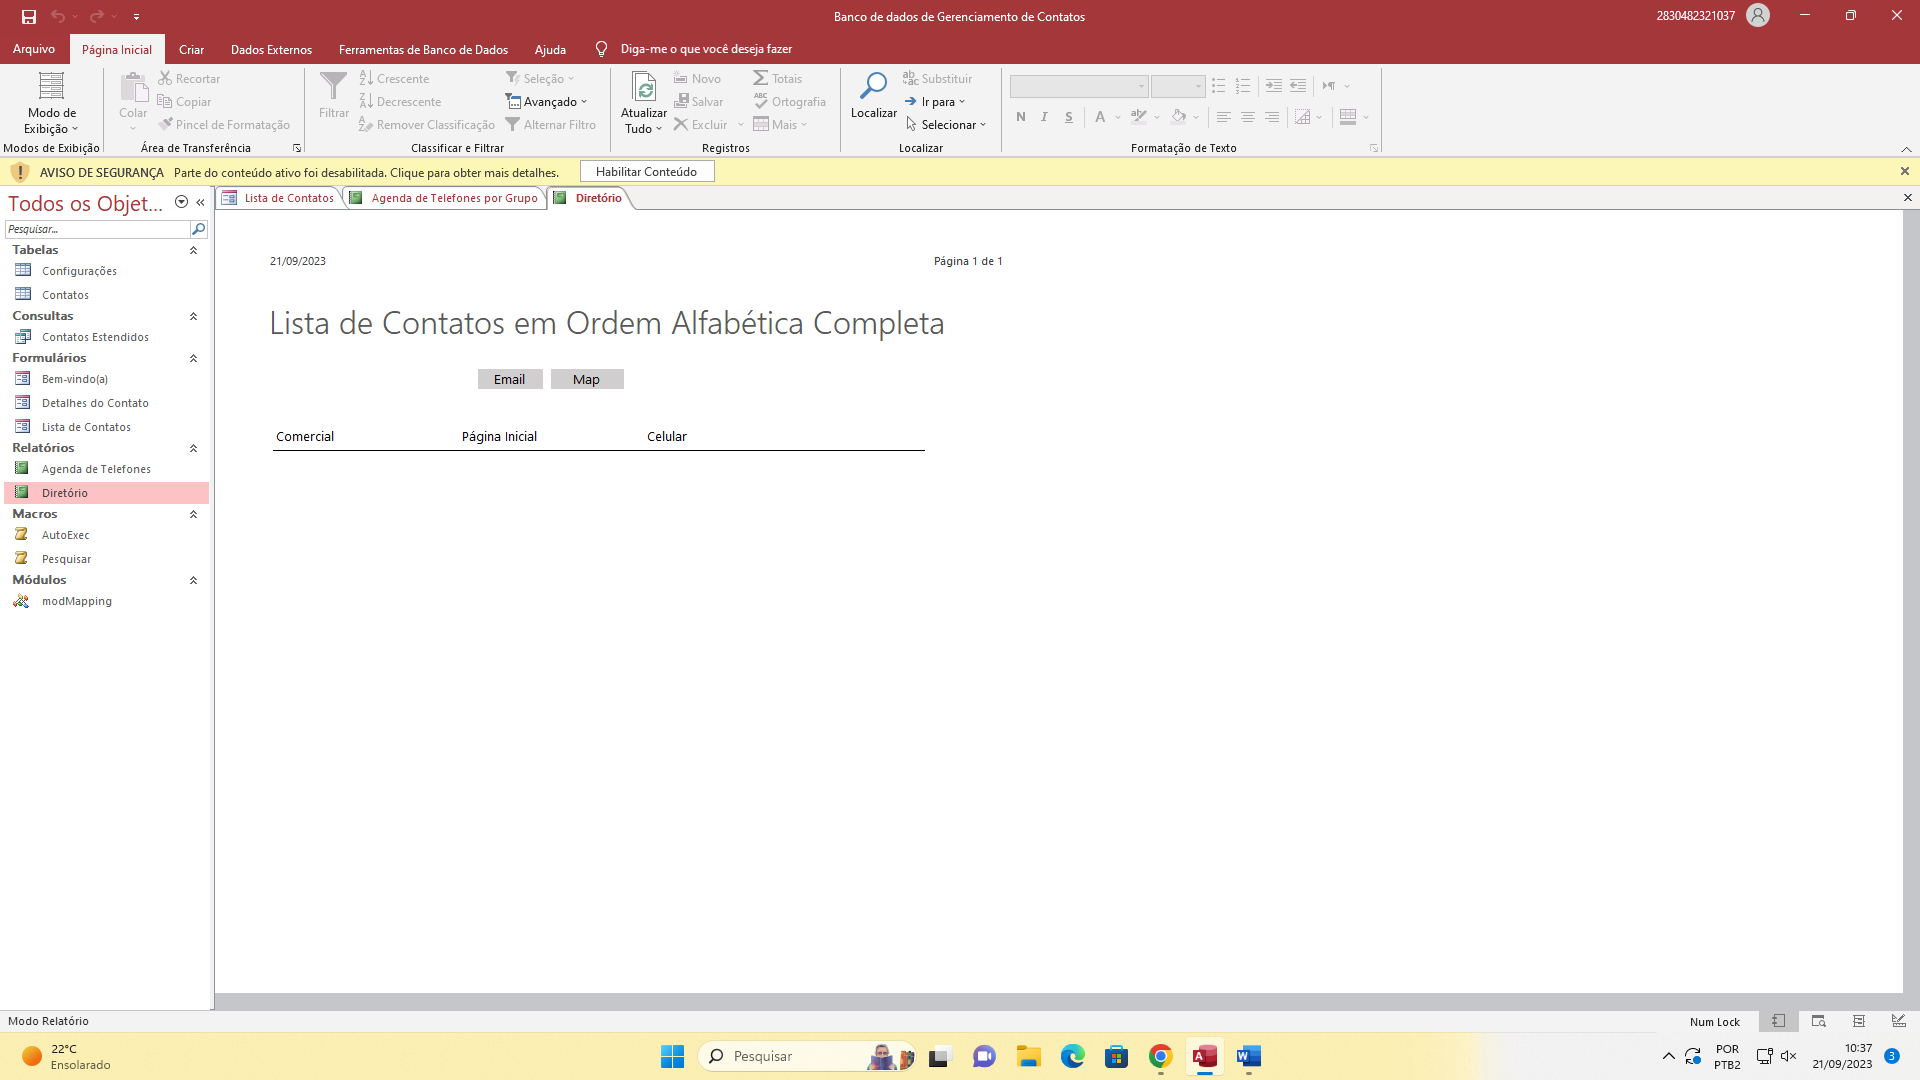 Banco de dados de Gerenciamento de Contatos
2830482321037
Arquivo
Página Inicial
Criar
Dados Externos
Ferramentas de Banco de Dados
Ajuda
Diga-me o que você deseja fazer
Modo de
Exibição
Modos de Exibição
Colar
Recortar
Copiar
Pincel de Formatação
Área de Transferência
Filtrar
Crescente
Decrescente
Remover Classificação
Seleção
Avançado
Alternar Filtro
Classificar e Filtrar
Atualizar
Tudo
Novo
Salvar
Excluir
Totais
Ortografia
Mais
Registros
Localizar
Substituir
Ir para
Selecionar
Localizar
N I S A
Formatação de Texto
AVISO DE SEGURANÇA Parte do conteúdo ativo foi desabilitada. Clique para obter mais detalhes.
Habilitar Conteúdo
Todos os Objet...
Pesquisar...
Tabelas
Configurações
Contatos
Consultas
Contatos Estendidos
Formulários
Bem-vindo(a)
Detalhes do Contato
Lista de Contatos
Relatórios
Agenda de Telefones
Diretório
Macros
AutoExec
Pesquisar
Módulos
modMapping
Lista de Contatos
Agenda de Telefones por Grupo
Diretório
21/09/2023
Página 1 de 1
Lista de Contatos em Ordem Alfabética Completa
Email
Map
Comercial
Página Inicial
Celular
Modo Relatório
Num Lock
22°C
Ensolarado
Pesquisar
POR
PTB2
10:37
21/09/2023
3